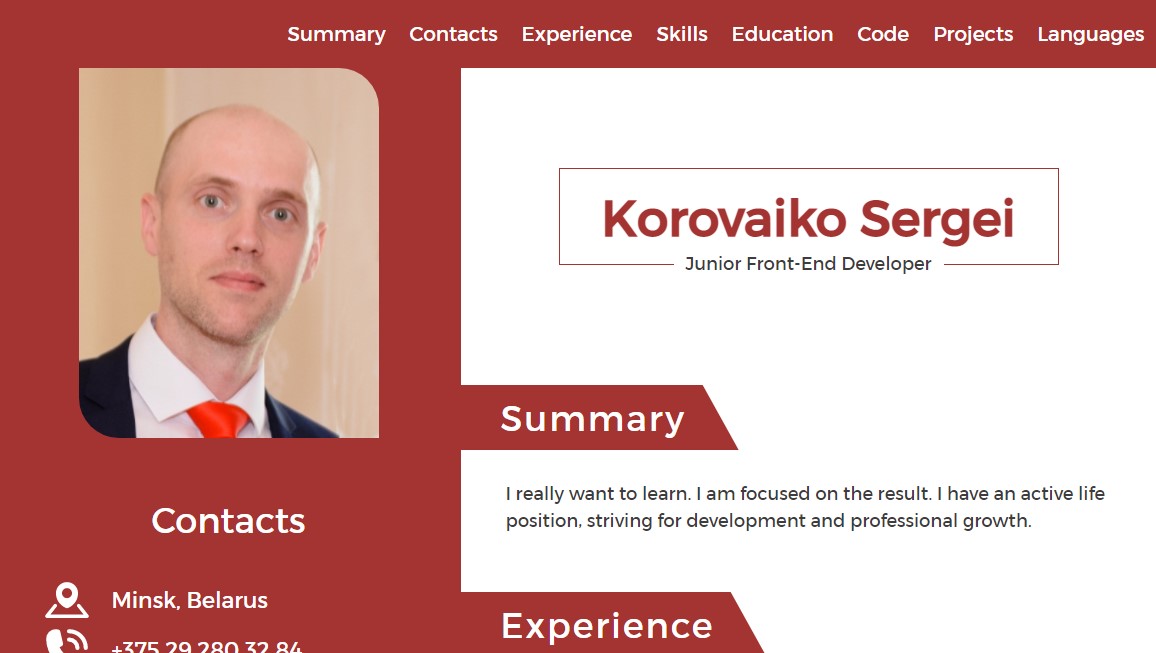 Summary Contacts Experience Skills Education Code Projects Languages
Korovaiko Sergei
Junior Front-End Developer
Summary
I really want to learn. I am focused on the result. I have an active life
position, striving for development and professional growth.
Experience
Contacts
Minsk, Belarus
+375 29 280 32 84